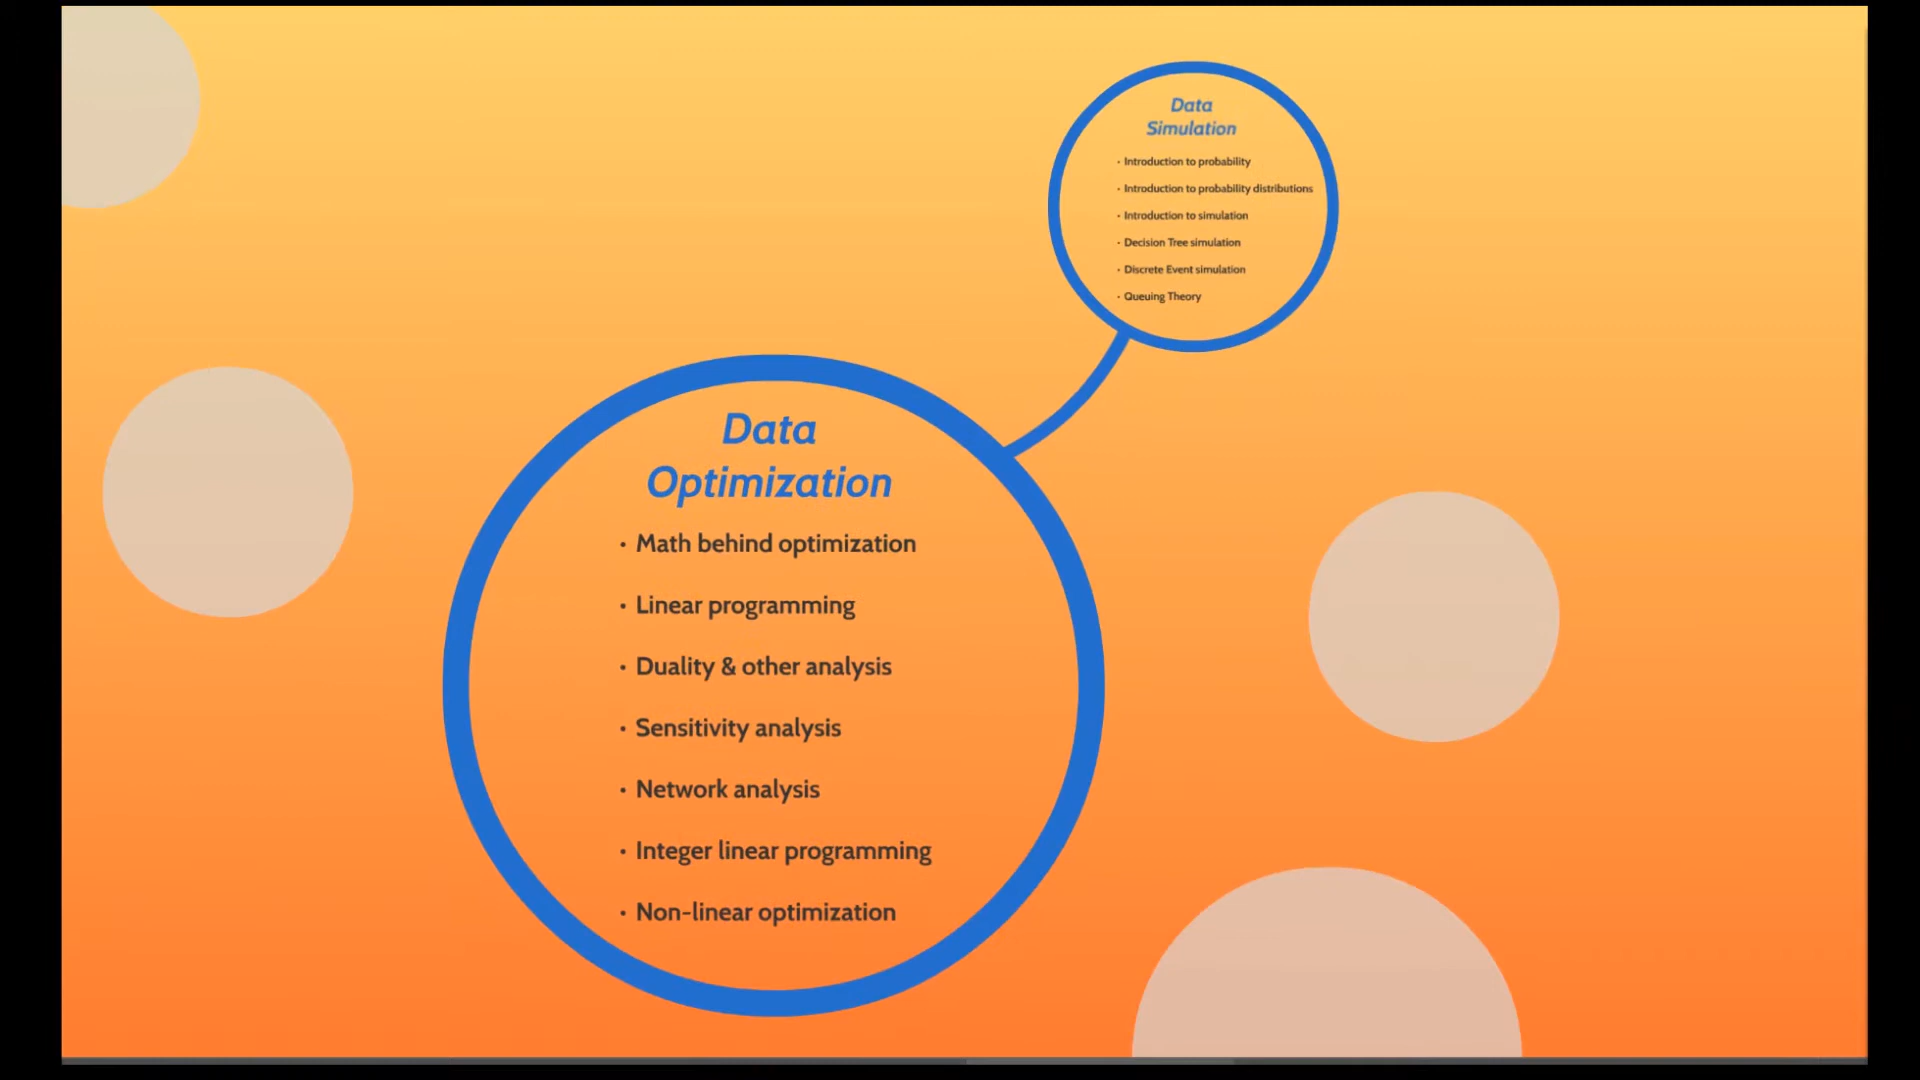 Data
Simulation
· Introduction to probability
· Introduction to probability distributions
· Introduction to simulation
· Decision Tree simulation
· Discrete Event simulation
· Queuing Theory
Data
Optimization
· Math behind optimization
· Linear programming
· Duality & other analysis
· Sensitivity analysis
· Network analysis
· Integer linear programming
· Non-linear optimization